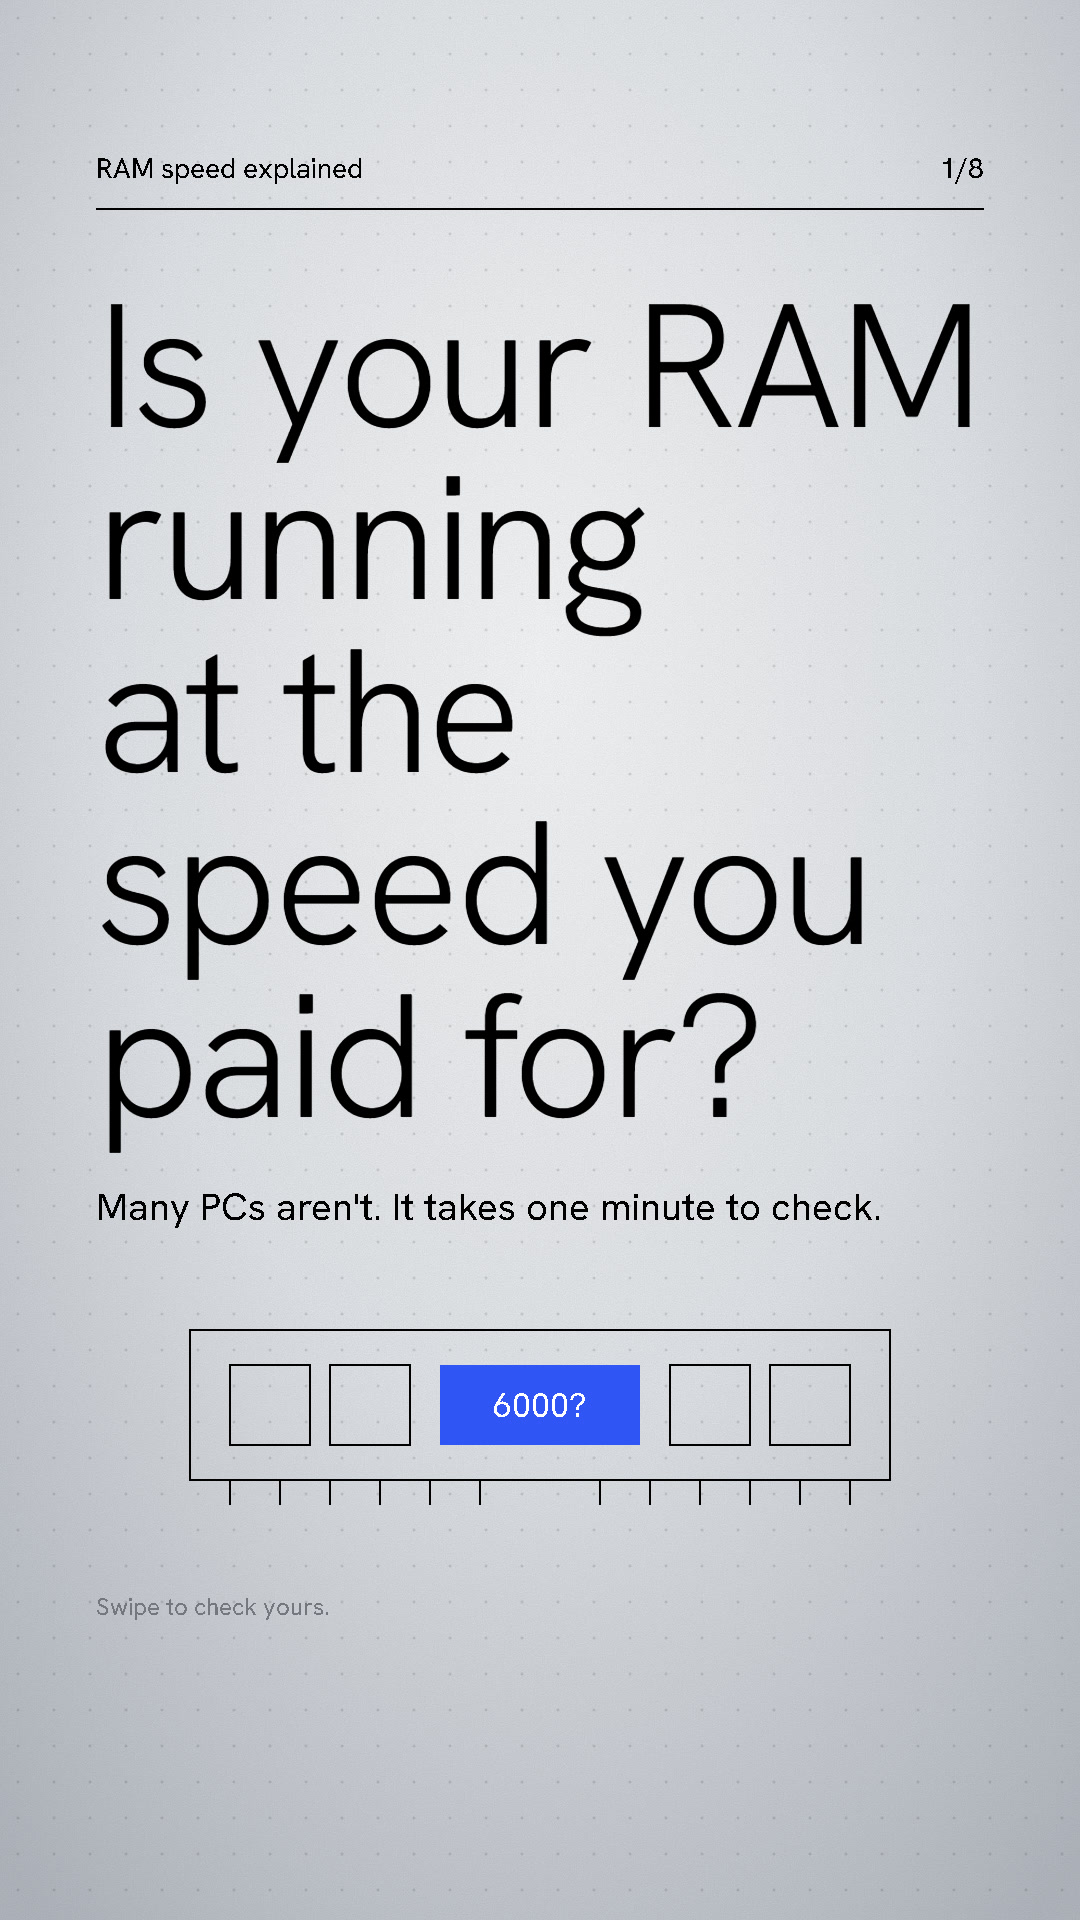 RAM speed explained
1/8
Is your RAM
running
at the
speed you
paid for?
Many PCs aren't. It takes one minute to check.
6000?
Swipe to check yours.